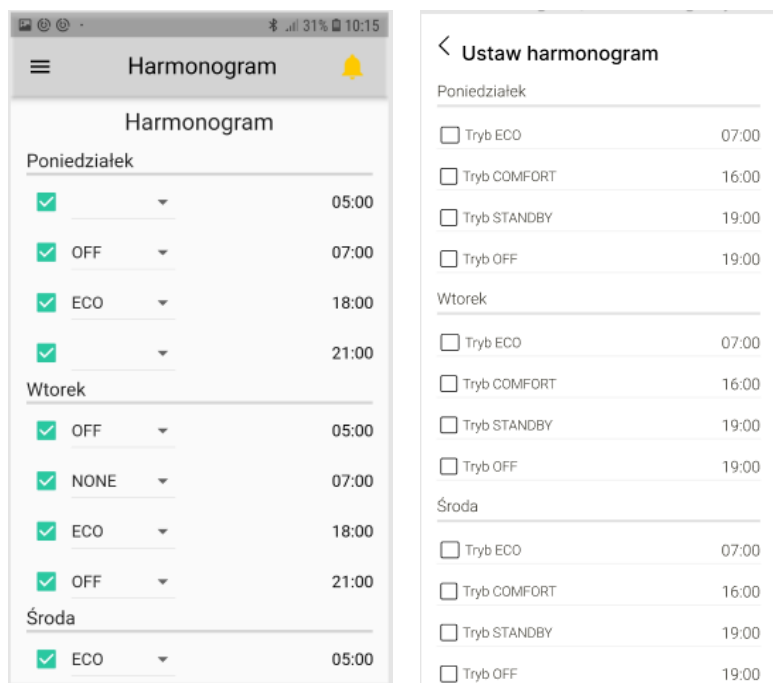 31% 10:15
Harmonogram
Harmonogram
Poniedziałek
05:00
OFF 07:00
ECO 18:00
21:00
Wtorek
OFF 05:00
NONE 07:00
ECO 18:00
OFF 21:00
Środa
ECO 05:00
Ustaw harmonogram
Poniedziałek
Tryb ECO 07:00
Tryb COMFORT 16:00
Tryb STANDBY 19:00
Tryb OFF 19:00
Wtorek
Tryb ECO 07:00
Tryb COMFORT 16:00
Tryb STANDBY 19:00
Tryb OFF 19:00
Środa
Tryb ECO 07:00
Tryb COMFORT 16:00
Tryb STANDBY 19:00
Tryb OFF 19:00